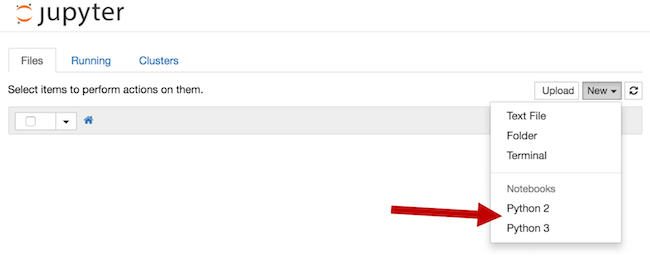 jupyter
Files Running Clusters
Select items to perform actions on them. Upload New
Text File
Folder
Terminal
Notebooks
Python 2
Python 3